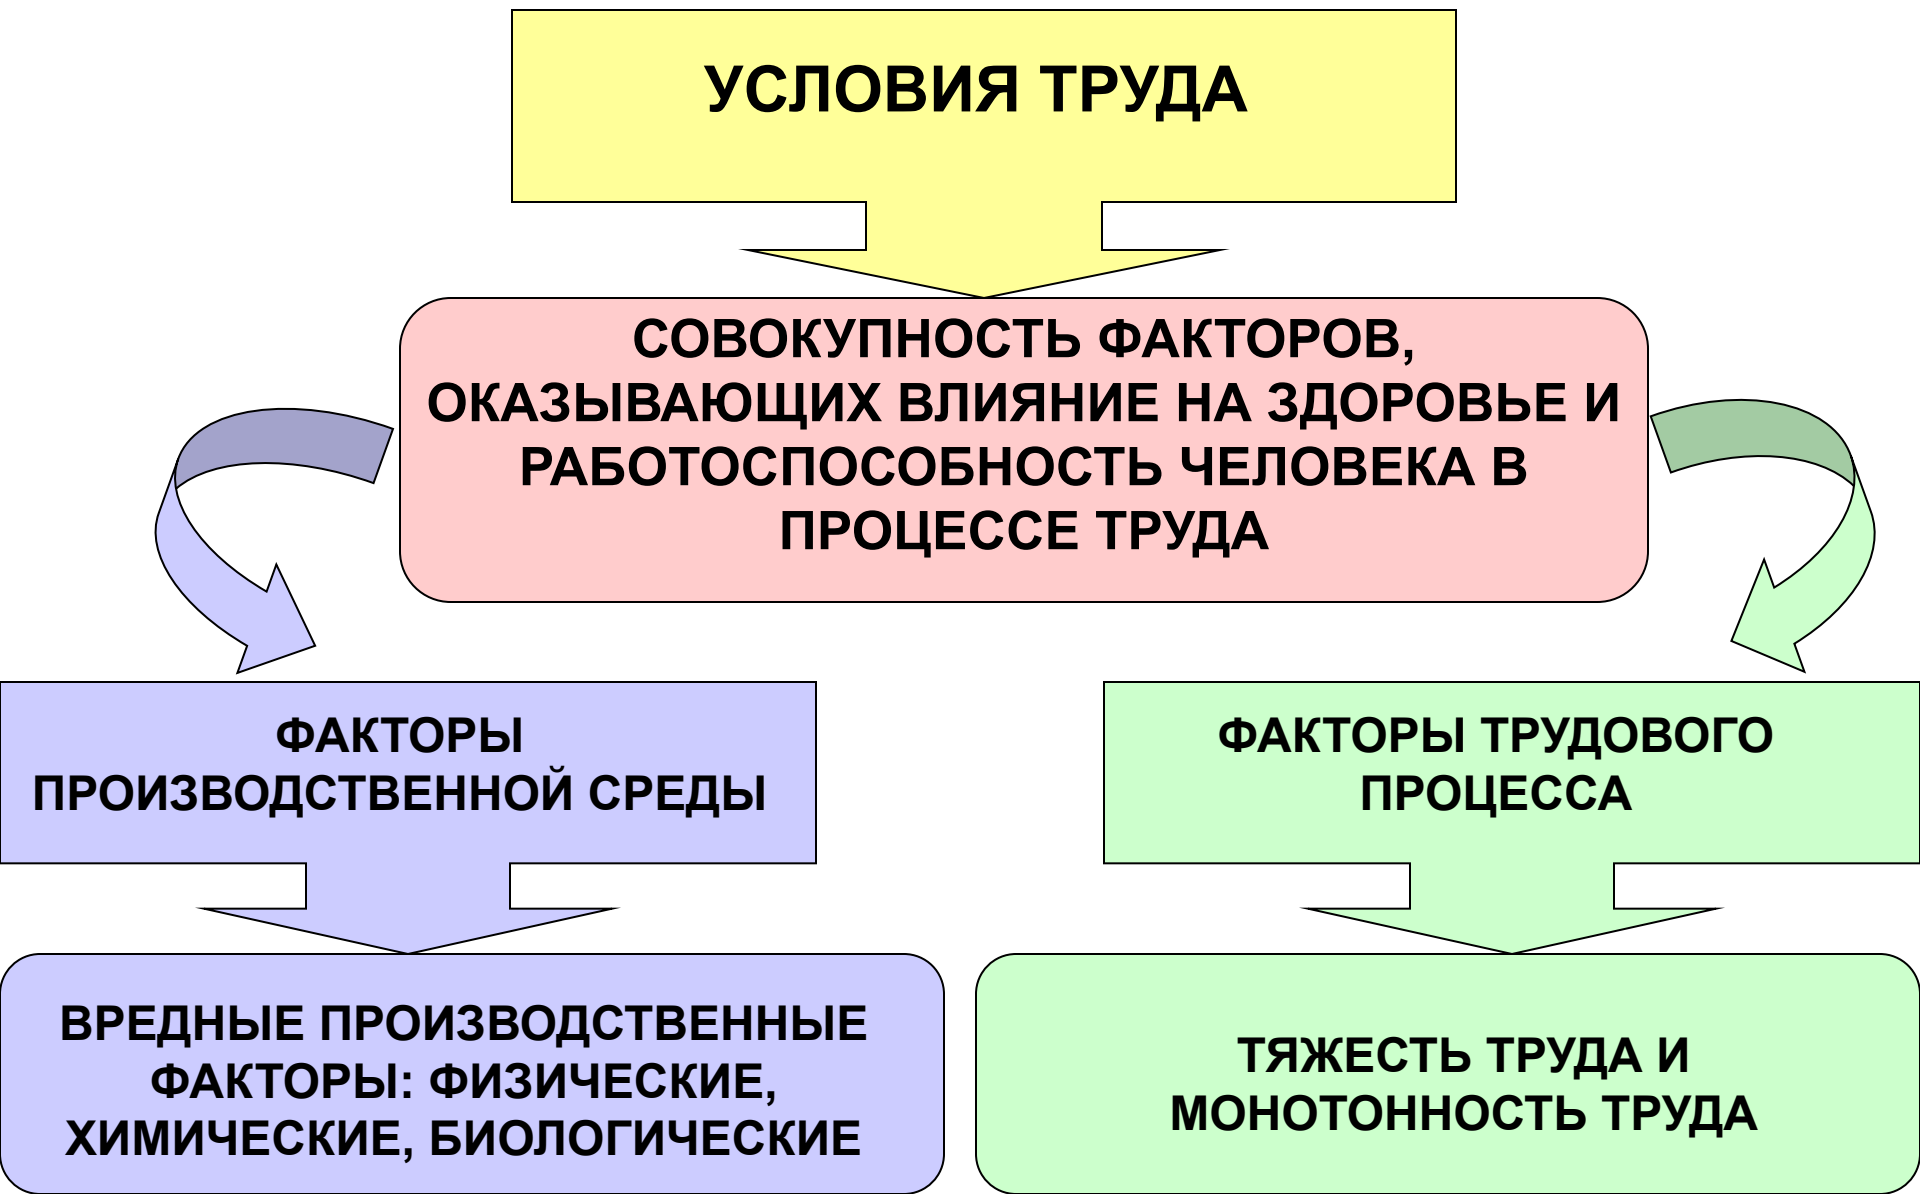 УСЛОВИЯ ТРУДА
СОВОКУПНОСТЬ ФАКТОРОВ,
ОКАЗЫВАЮЩИХ ВЛИЯНИЕ НА ЗДОРОВЬЕ И
РАБОТОСПОСОБНОСТЬ ЧЕЛОВЕКА В
ПРОЦЕССЕ ТРУДА
ФАКТОРЫ
ПРОИЗВОДСТВЕННОЙ СРЕДЫ
ФАКТОРЫ ТРУДОВОГО
ПРОЦЕССА
ВРЕДНЫЕ ПРОИЗВОДСТВЕННЫЕ
ФАКТОРЫ: ФИЗИЧЕСКИЕ,
ХИМИЧЕСКИЕ, БИОЛОГИЧЕСКИЕ
ТЯЖЕСТЬ ТРУДА И
МОНОТОННОСТЬ ТРУДА